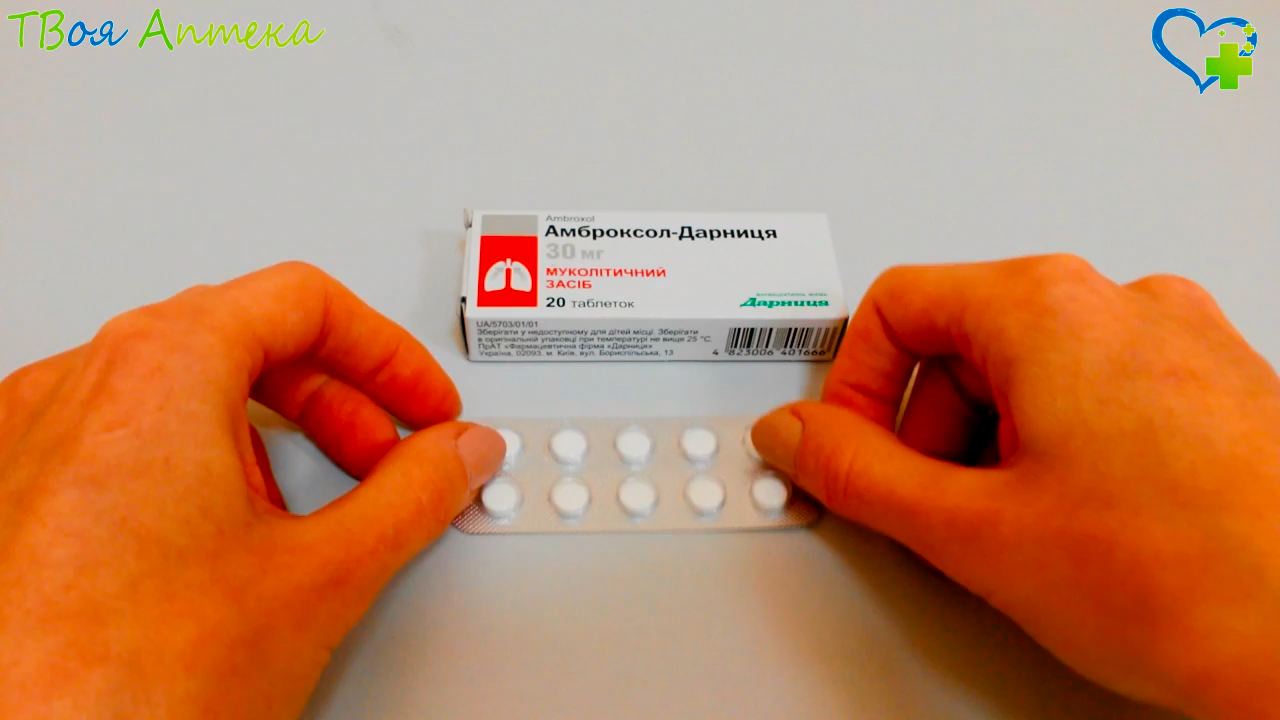 ТВоя Аптека
Ambroxol
Амброксол-Дарниця
30 мг
МУКОЛІТИЧНИЙ
ЗАСІБ
20 таблеток
ФАРМАЦЕВТИЧНА ФІРМА
Дарниця
UA/5703/01/01
Зберігати у недоступному для дітей місці. Зберігати
в оригінальній упаковці при температурі не вище 25 °С.
ПрАТ «Фармацевтична фірма «Дарниця»
Україна, 02093, м. Київ, вул. Бориспільська, 13
4 823006 401666